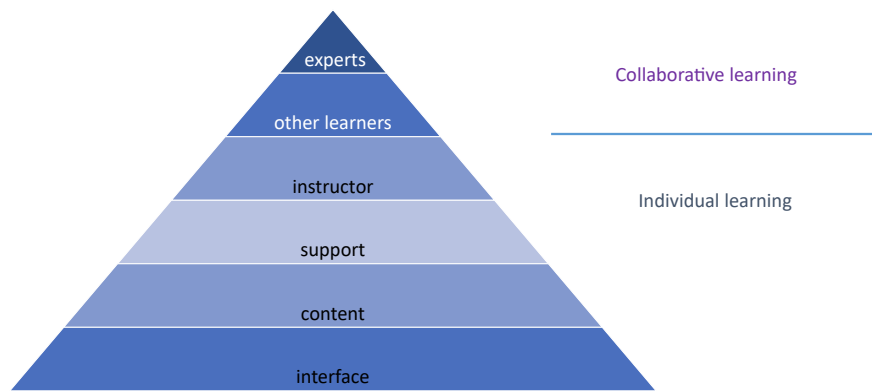 experts
Collaborative learning
other learners
instructor
Individual learning
support
content
interface